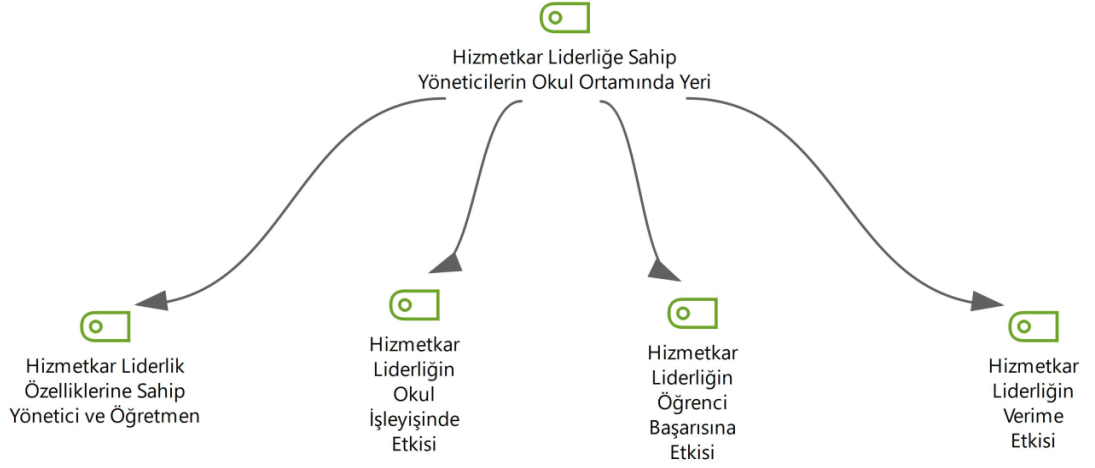 Hizmetkar Liderliğe Sahip
Yöneticilerin Okul Ortamında Yeri
Hizmetkar Liderlik
Özelliklerine Sahip
Yönetici ve Öğretmen
Hizmetkar
Liderliğin
Okul
İşleyişinde
Etkisi
Hizmetkar
Liderliğin
Öğrenci
Başarısına
Etkisi
Hizmetkar
Liderliğin
Verime
Etkisi